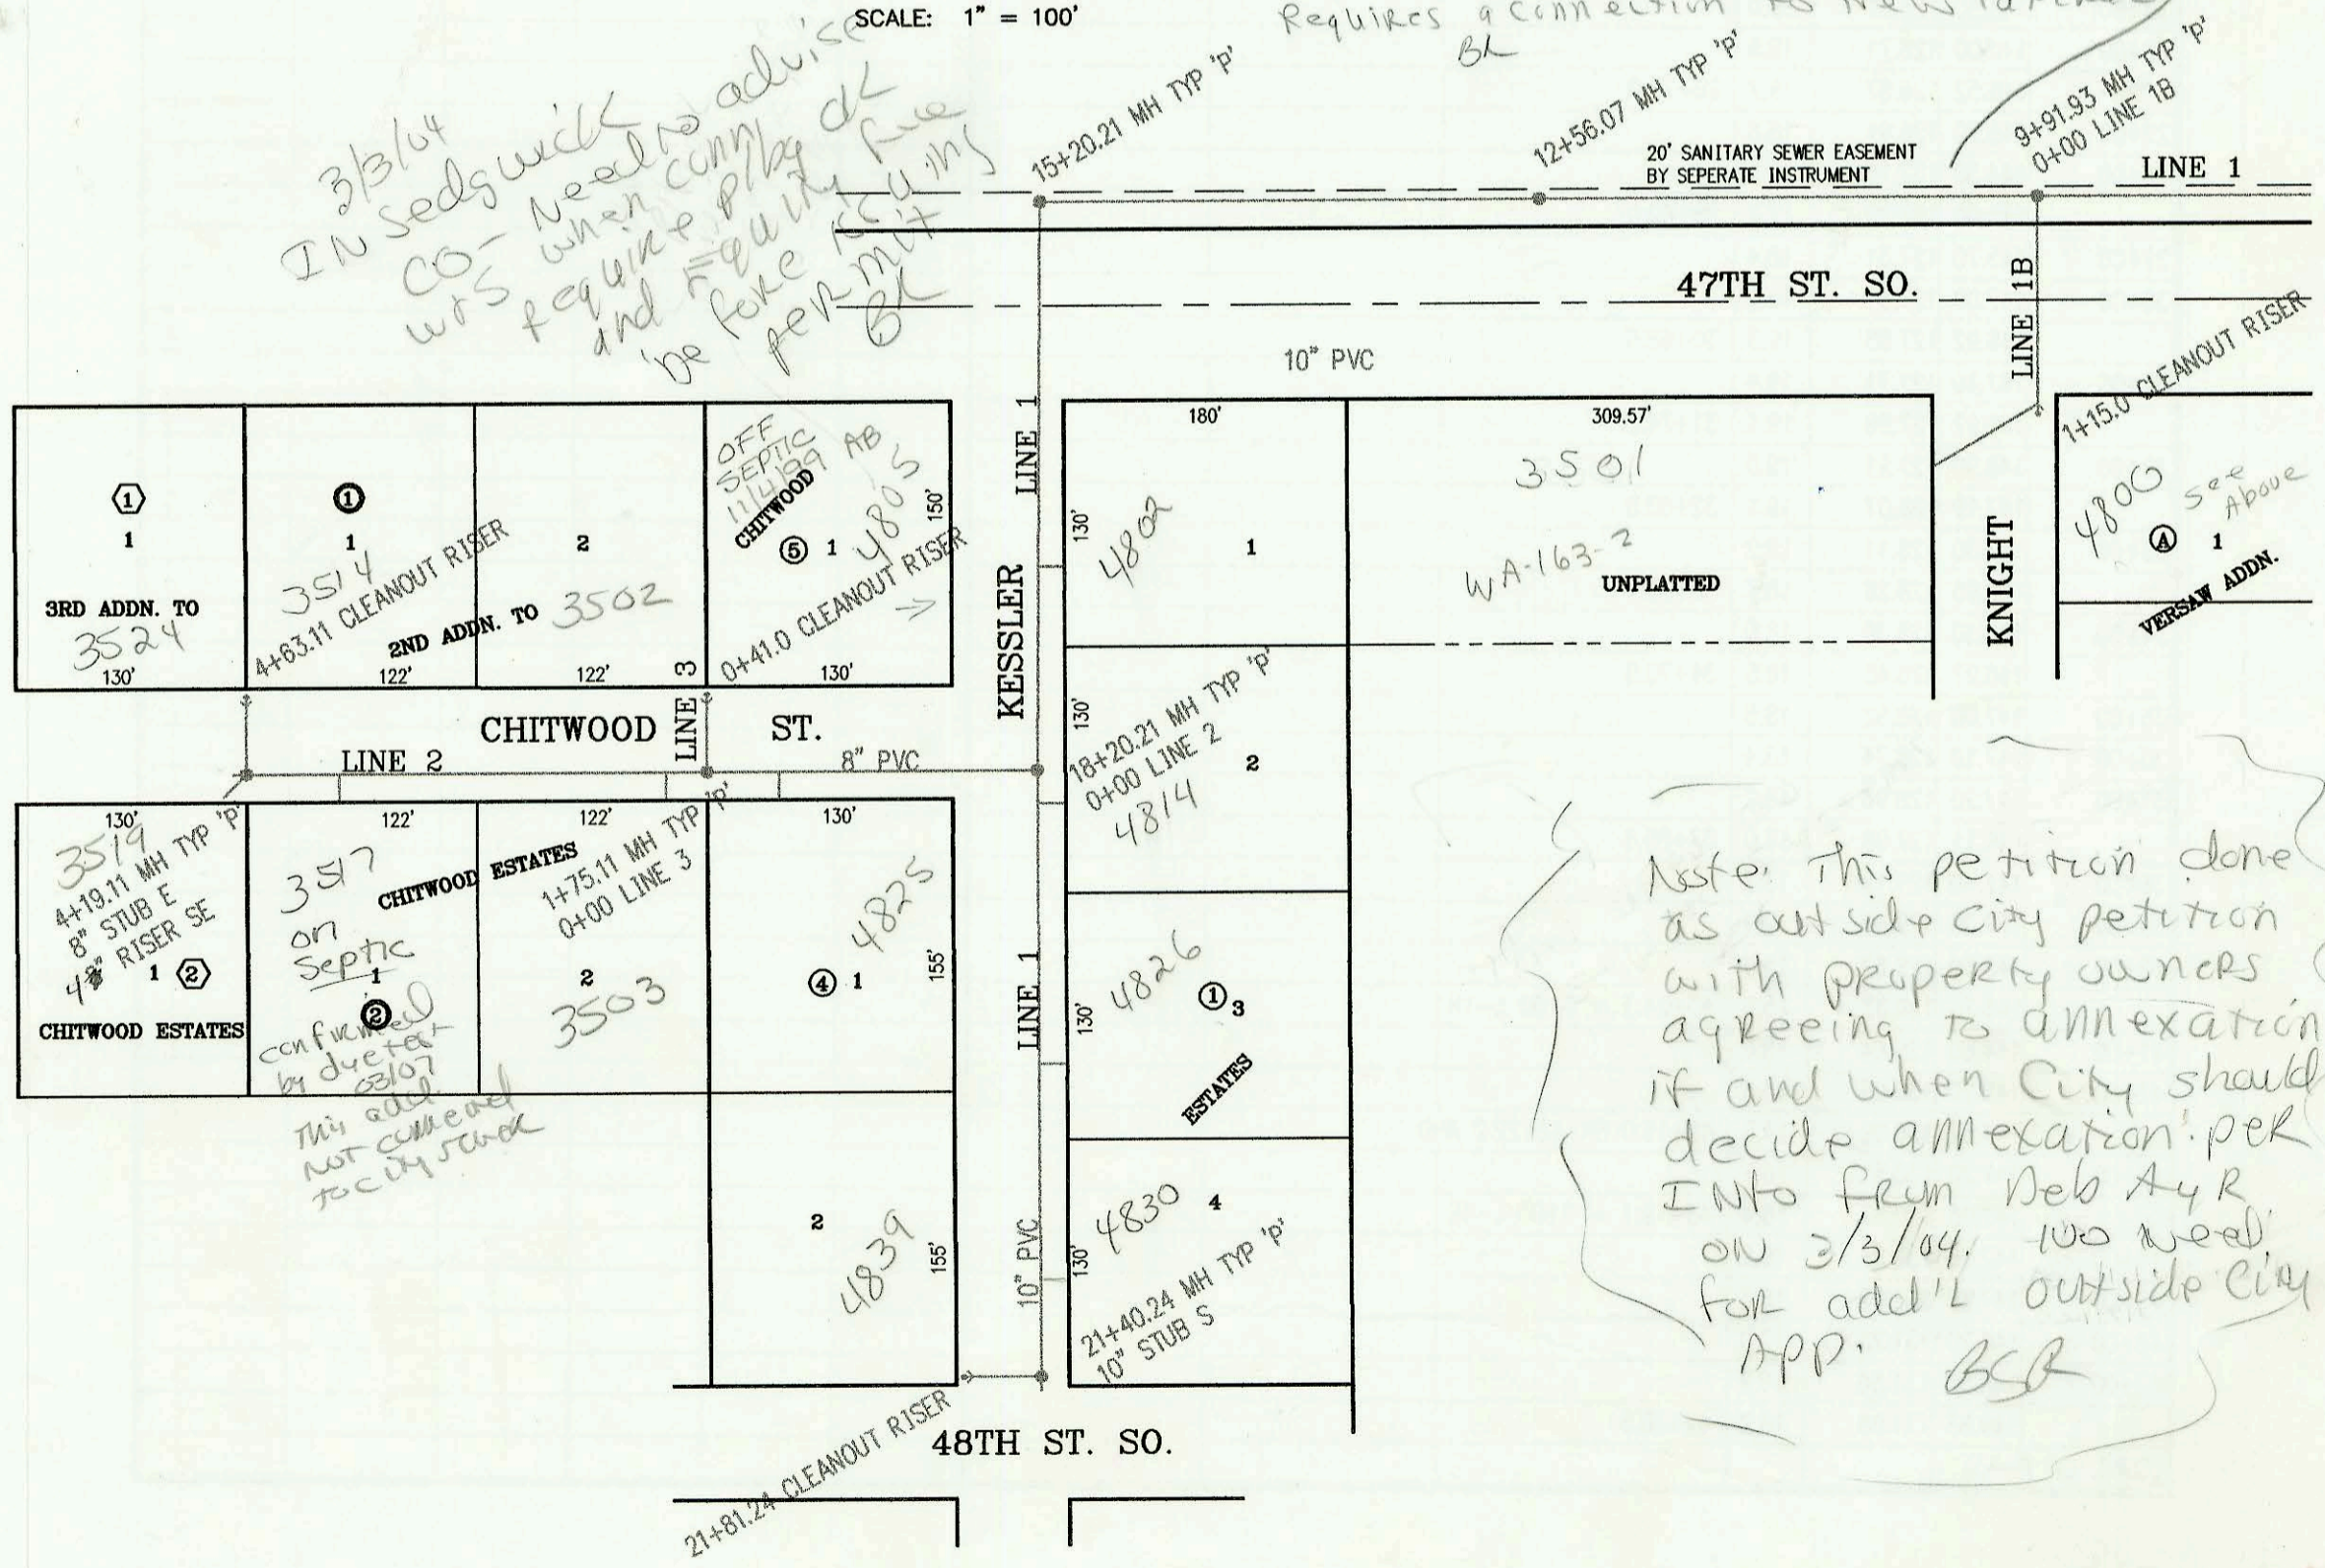 SCALE: 1" = 100'
Requires a connection to New
BL
3/3/04
IN Sedgwick
CO- Need to advise
when conn
require plbg
and Equity fee
before issuing
permit
BL
15+20.21 MH TYP 'P'
12+56.07 MH TYP 'P'
9+91.93 MH TYP 'P'
0+00 LINE 1B
20' SANITARY SEWER EASEMENT
BY SEPERATE INSTRUMENT
LINE 1
47TH ST. SO.
LINE 1B
10" PVC
1+15.0 CLEANOUT RISER
1
1
3RD ADDN. TO
3524
130'
1
1
3514
4+63.11 CLEANOUT RISER
122'
2
2ND ADDN. TO
3502
122'
OFF
SEPTIC
11/4/99 AB
CHITWOOD
5 1
4805
150'
0+41.0 CLEANOUT RISER
130'
KESSLER
LINE 1
180'
130'
4802
1
309.57'
3501
WA-163-2
UNPLATTED
KNIGHT
4800
See
Above
A 1
VERSAW ADDN.
CHITWOOD ST.
LINE 3
LINE 2
8" PVC
130'
18+20.21 MH TYP 'P'
0+00 LINE 2
2
4814
130'
3519
4+19.11 MH TYP 'P'
8" STUB E
RISER SE
1 2
CHITWOOD ESTATES
122'
3517
on
Septic
1
2
confirmed
by dye test
03/07
This add
not connected
to city sewer
CHITWOOD ESTATES
122'
1+75.11 MH TYP 'P'
0+00 LINE 3
2
3503
130'
4825
4 1
155'
LINE 1
130'
4826
1 3
ESTATES
2
4839
155'
10" PVC
130'
4830
4
21+40.24 MH TYP 'P'
10" STUB S
21+81.24 CLEANOUT RISER
48TH ST. SO.
Note: This petition done
as outside City petition
with property owners
agreeing to annexation
if and when City should
decide annexation per
INfo from Deb Ayr
on 3/3/04. No Need
for add'l outside City
App. BSR